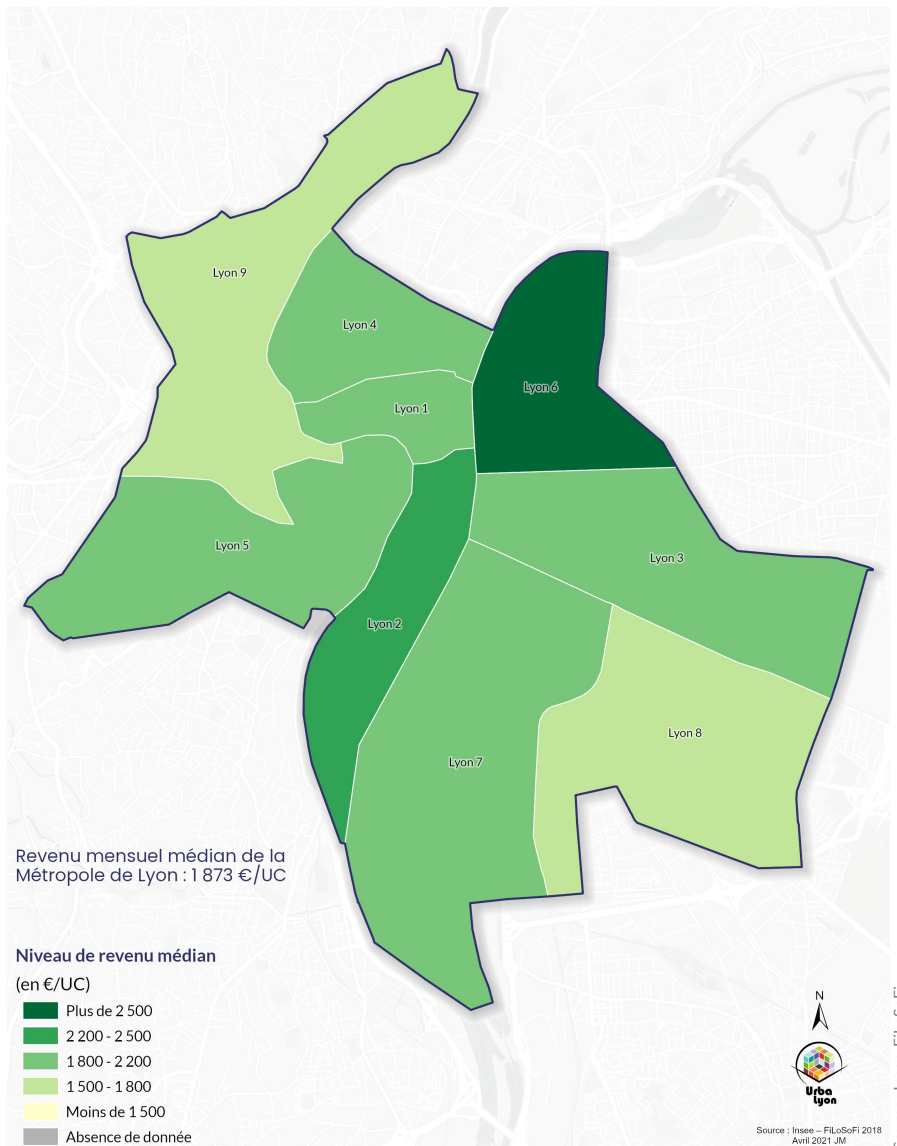 Lyon 9
Lyon 4
Lyon 6
Lyon 1
Lyon 5
Lyon 3
Lyon 2
Lyon 8
Lyon 7
Revenu mensuel médian de la
Métropole de Lyon : 1 873 €/UC
Niveau de revenu médian
(en €/UC)
Plus de 2 500
2 200 - 2 500
1 800 - 2 200
1 500 - 1 800
Moins de 1 500
Absence de donnée
N
Urba
Lyon
Source : Insee – FiLoSoFi 2018
Avril 2021 JM